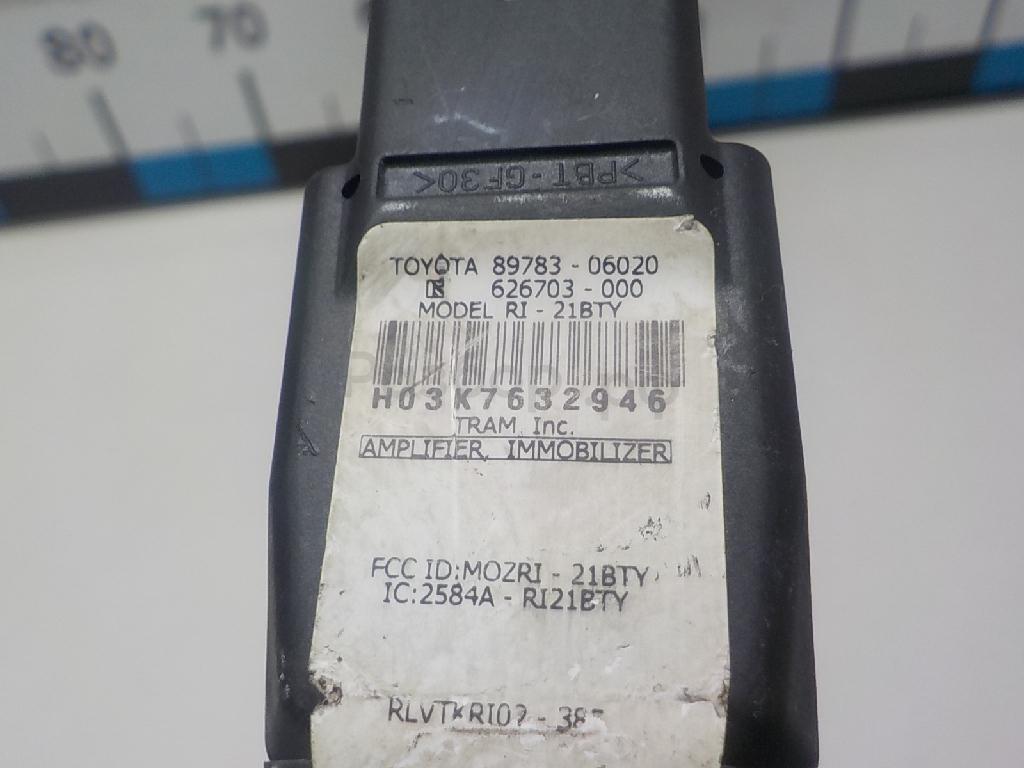 80 70
>PBT-GF30<
TOYOTA 89783 - 06020
626703 - 000
MODEL RI - 21BTY
H03K7632946
TRAM Inc.
AMPLIFIER, IMMOBILIZER
FCC ID:MOZRI - 21BTY
IC:2584A - RI21BTY